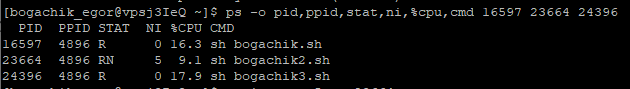 [bogachik_egor@vpsj3IeQ ~]$ ps -o pid,ppid,stat,ni,%cpu,cmd 16597 23664 24396
PID PPID STAT NI %CPU CMD
16597 4896 R 0 16.3 sh bogachik.sh
23664 4896 RN 5 9.1 sh bogachik2.sh
24396 4896 R 0 17.9 sh bogachik3.sh